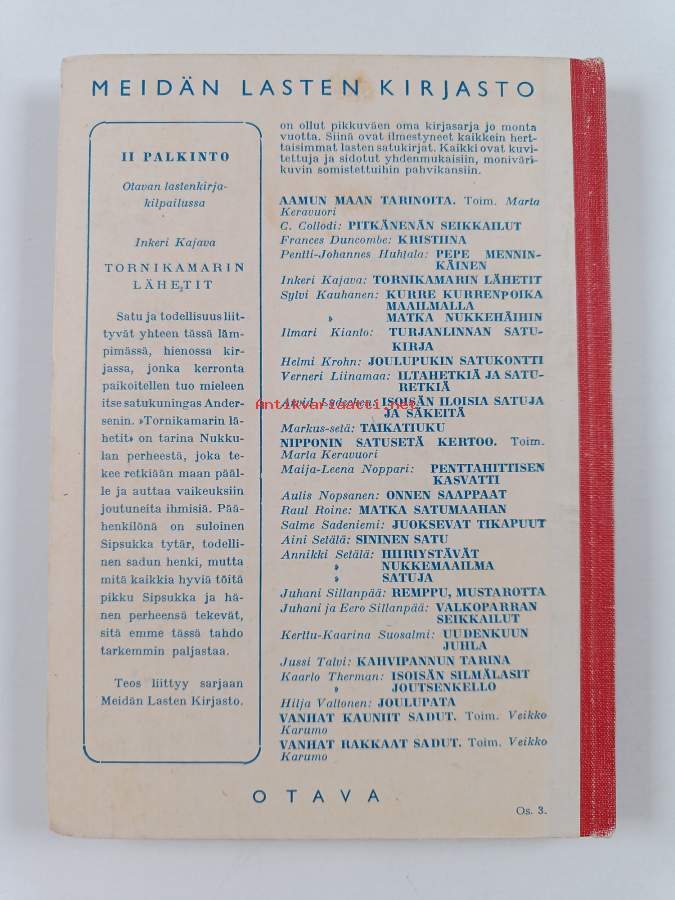 MEIDÄN LASTEN KIRJASTO
II PALKINTO
Otavan lastenkirja-
kilpailussa
Inkeri Kajava
TORNIKAMARIN
LÄHETIT
Satu ja todellisuus liit-
tyvät yhteen tässä läm-
pimässä, hienossa kir-
jassa, jonka kerronta
paikoitellen tuo mieleen
itse satukuningas Ander-
senin. »Tornikamarin lä-
hetit» on tarina Nukku-
lan perheestä, joka te-
kee retkiään maan pääl-
le ja auttaa vaikeuksiin
joutuneita ihmisiä. Pää-
henkilönä on suloinen
Sipsukka tytär, todelli-
nen sadun henki, mutta
mitä kaikkia hyviä töitä
pikku Sipsukka ja hä-
nen perheensä tekevät,
sitä emme tässä tahdo
tarkemmin paljastaa.
Teos liittyy sarjaan
Meidän Lasten Kirjasto.
on ollut pikkuväen oma kirjasarja jo monta
vuotta. Siinä ovat ilmestyneet kaikkein hert-
taisimmat lasten satukirjat. Kaikki ovat kuvi-
tettuja ja sidotut yhdenmukaisiin, moniväri-
kuvin somistettuihin pahvikansiin.
AAMUN MAAN TARINOITA. Toim. Marta
Keravuori
C. Collodi: PITKÄNENÄN SEIKKAILUT
Frances Duncombe: KRISTIINA
Pentti-Johannes Huhtala: PEPE MENNIN-
KÄINEN
Inkeri Kajava: TORNIKAMARIN LÄHETIT
Sylvi Kauhanen: KURRE KURRENPOIKA
MAAILMALLA
» MATKA NUKKEHÄIHIN
Ilmari Kianto: TURJANLINNAN SATU-
KIRJA
Helmi Krohn: JOULUPUKIN SATUKONTTI
Verneri Liinamaa: ILTAHETKIÄ JA SATU-
RETKIÄ
Arvid Lydecken: ISOISÄN ILOISIA SATUJA
JA SÄKEITÄ
Antikvariaatti.net
Markus-setä: TAIKATIUKU
NIPPONIN SATUSETÄ KERTOO. Toim.
Marta Keravuori
Maija-Leena Noppari: PENTTAHITTISEN
KASVATTI
Aulis Nopsanen: ONNEN SAAPPAAT
Raul Roine: MATKA SATUMAAHAN
Salme Sadeniemi: JUOKSEVAT TIKAPUUT
Aini Setälä: SININEN SATU
Annikki Setälä: HIIRIYSTÄVÄT
» NUKKEMAAILMA
» SATUJA
Juhani Sillanpää: REMPPU, MUSTAROTTA
Juhani ja Eero Sillanpää: VALKOPARRAN
SEIKKAILUT
Kerttu-Kaarina Suosalmi: UUDENKUUN
JUHLA
Jussi Talvi: KAHVIPANNUN TARINA
Kaarlo Therman: ISOISÄN SILMÄLASIT
» JOUTSENKELLO
Hilja Valtonen: JOULUPATA
VANHAT KAUNIIT SADUT. Toim. Veikko
Karumo
VANHAT RAKKAAT SADUT. Toim. Veikko
Karumo
OTAVA
Os. 3.